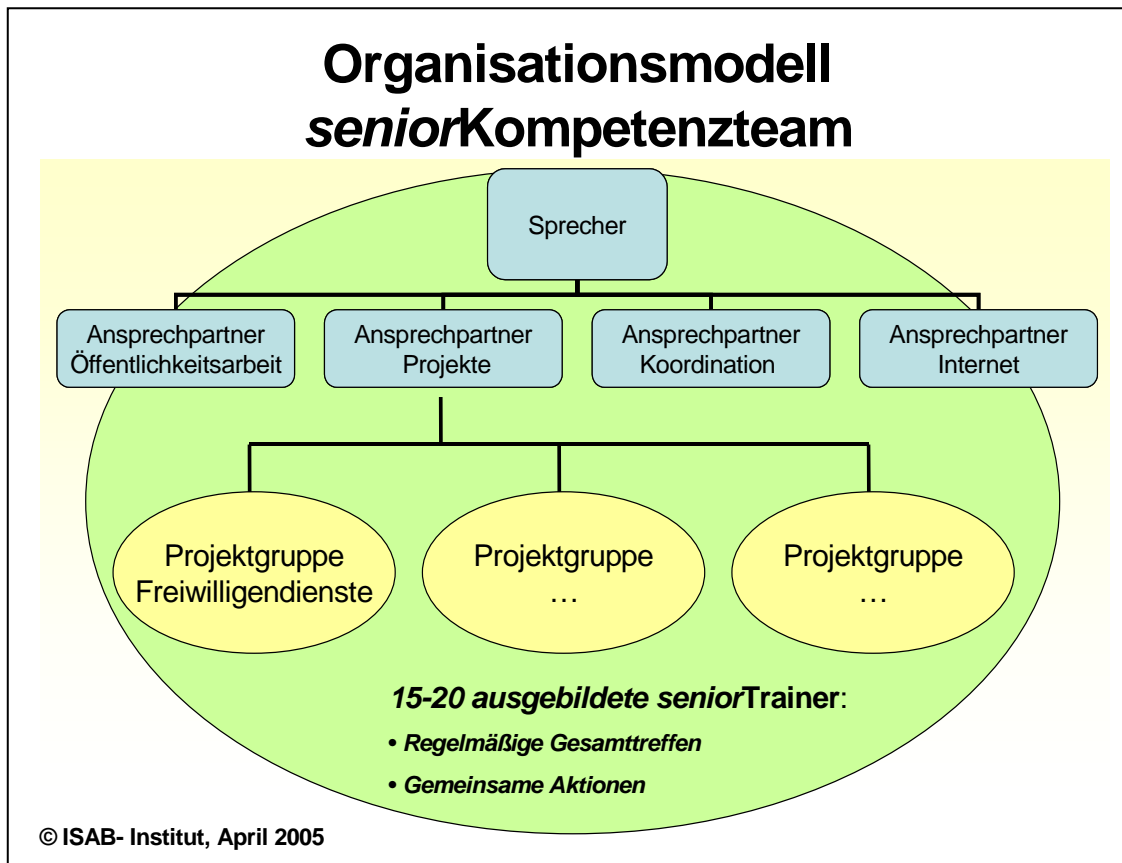 Organisationsmodell
seniorKompetenzteam
Sprecher
Ansprechpartner
Öffentlichkeitsarbeit
Ansprechpartner
Projekte
Ansprechpartner
Koordination
Ansprechpartner
Internet
Projektgruppe
Freiwilligendienste
Projektgruppe
…
Projektgruppe
…
15-20 ausgebildete seniorTrainer:
• Regelmäßige Gesamttreffen
• Gemeinsame Aktionen
© ISAB- Institut, April 2005